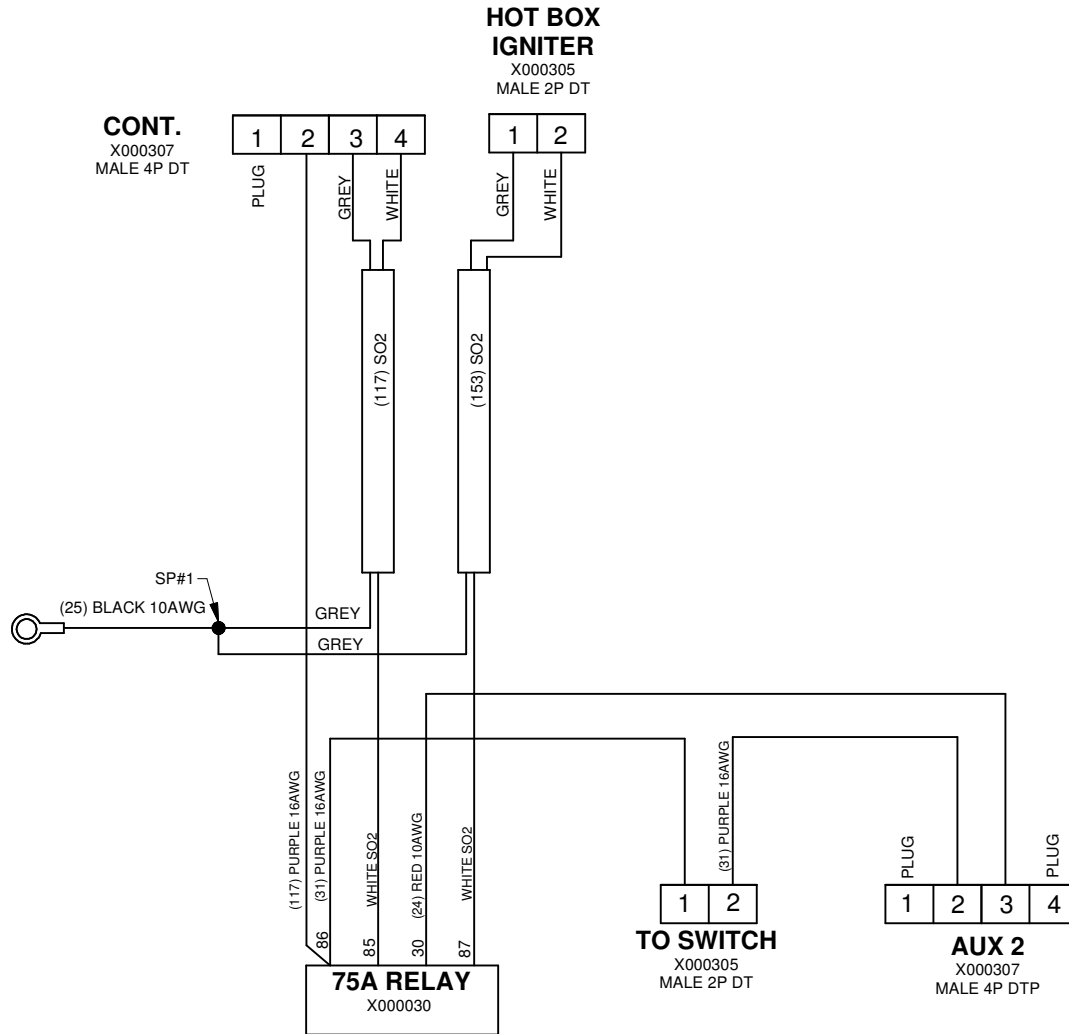 HOT BOX
IGNITER
X000305
MALE 2P DT
CONT.
X000307
MALE 4P DT
1 2 3 4
1 2
PLUG
GREY
WHITE
GREY
WHITE
(117) SO2
(153) SO2
SP#1
(25) BLACK 10AWG
GREY
GREY
(117) PURPLE 16AWG
(31) PURPLE 16AWG
WHITE SO2
(24) RED 10AWG
WHITE SO2
(31) PURPLE 16AWG
PLUG
PLUG
86
85
30
87
75A RELAY
X000030
1 2
TO SWITCH
X000305
MALE 2P DT
1 2 3 4
AUX 2
X000307
MALE 4P DTP